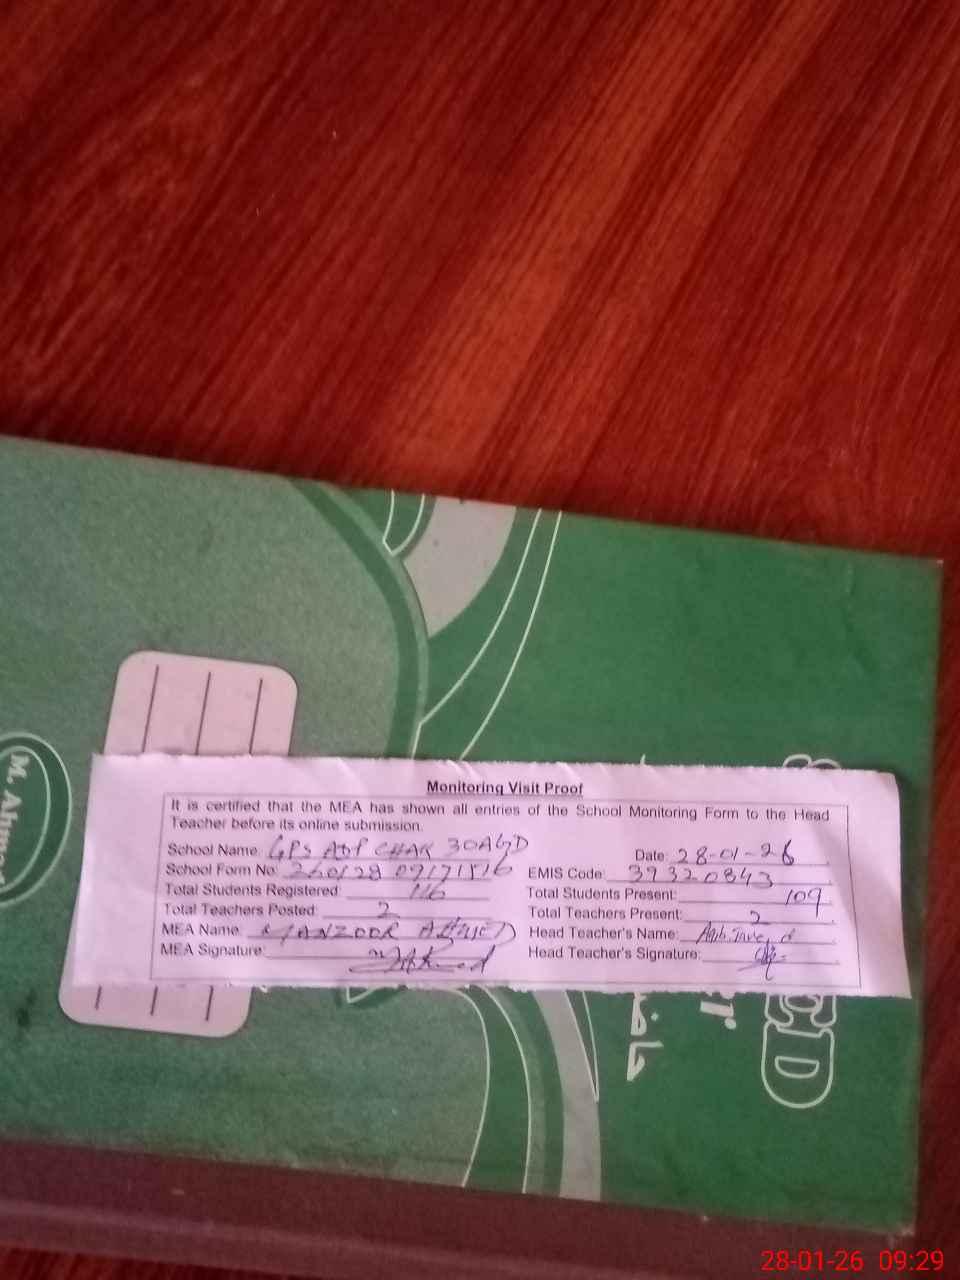 Monitoring Visit Proof
It is certified that the MEA has shown all entries of the School Monitoring Form to the Head
Teacher before its online submission.
School Name: GPS ADP CHAK 30AGD Date: 28-01-26
School Form No: EMIS Code: 39320843
Total Students Registered: 116 Total Students Present: 109
Total Teachers Posted: 2 Total Teachers Present: 2
MEA Name: MANZOOR AHMED Head Teacher's Name:
MEA Signature: Head Teacher's Signature:
حاضر
M. Ahmed
28-01-26 09:29